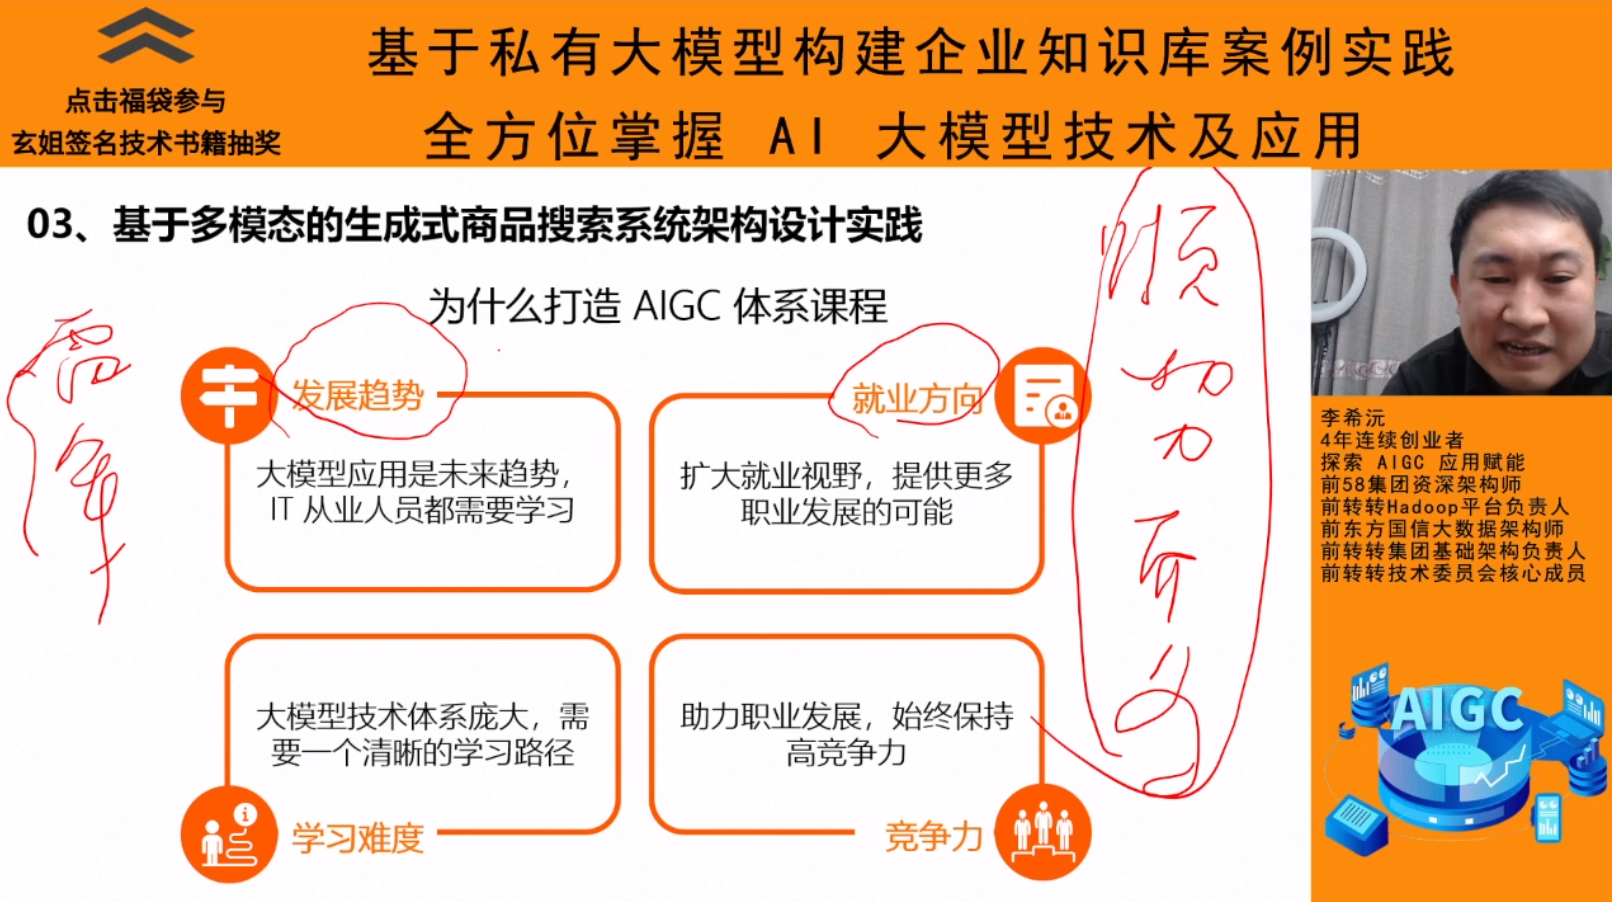 点击福袋参与
玄姐签名技术书籍抽奖
基于私有大模型构建企业知识库案例实践
全方位掌握 AI 大模型技术及应用
03、基于多模态的生成式商品搜索系统架构设计实践
为什么打造 AIGC 体系课程
发展趋势
大模型应用是未来趋势，
IT 从业人员都需要学习
就业方向
扩大就业视野，提供更多
职业发展的可能
大模型技术体系庞大，需
要一个清晰的学习路径
学习难度
助力职业发展，始终保持
高竞争力
竞争力
顺
势
力
李希沅
4年连续创业者
探索 AIGC 应用赋能
前58集团资深架构师
前转转Hadoop平台负责人
前东方国信大数据架构师
前转转集团基础架构负责人
前转转技术委员会核心成员
AIGC